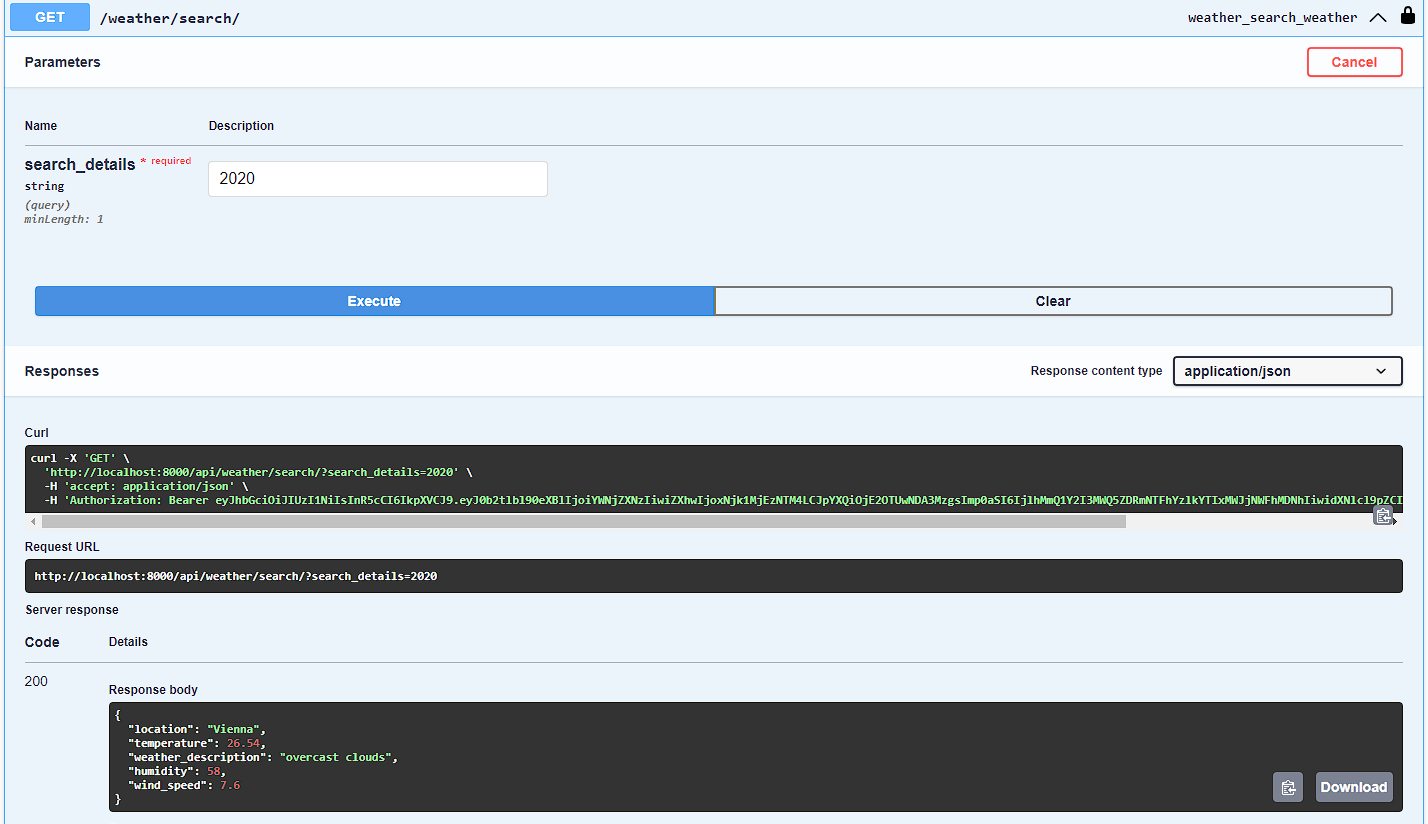 GET /weather/search/ weather_search_weather
Parameters Cancel
Name Description
search_details * required
string
(query)
minLength: 1
2020
Execute Clear
Responses Response content type application/json
Curl
curl -X 'GET' \
'http://localhost:8000/api/weather/search/?search_details=2020' \
-H 'accept: application/json' \
-H 'Authorization: Bearer
Request URL
http://localhost:8000/api/weather/search/?search_details=2020
Server response
Code Details
200
Response body
{
"location": "Vienna",
"temperature": 26.54,
"weather_description": "overcast clouds",
"humidity": 58,
"wind_speed": 7.6
}
Download